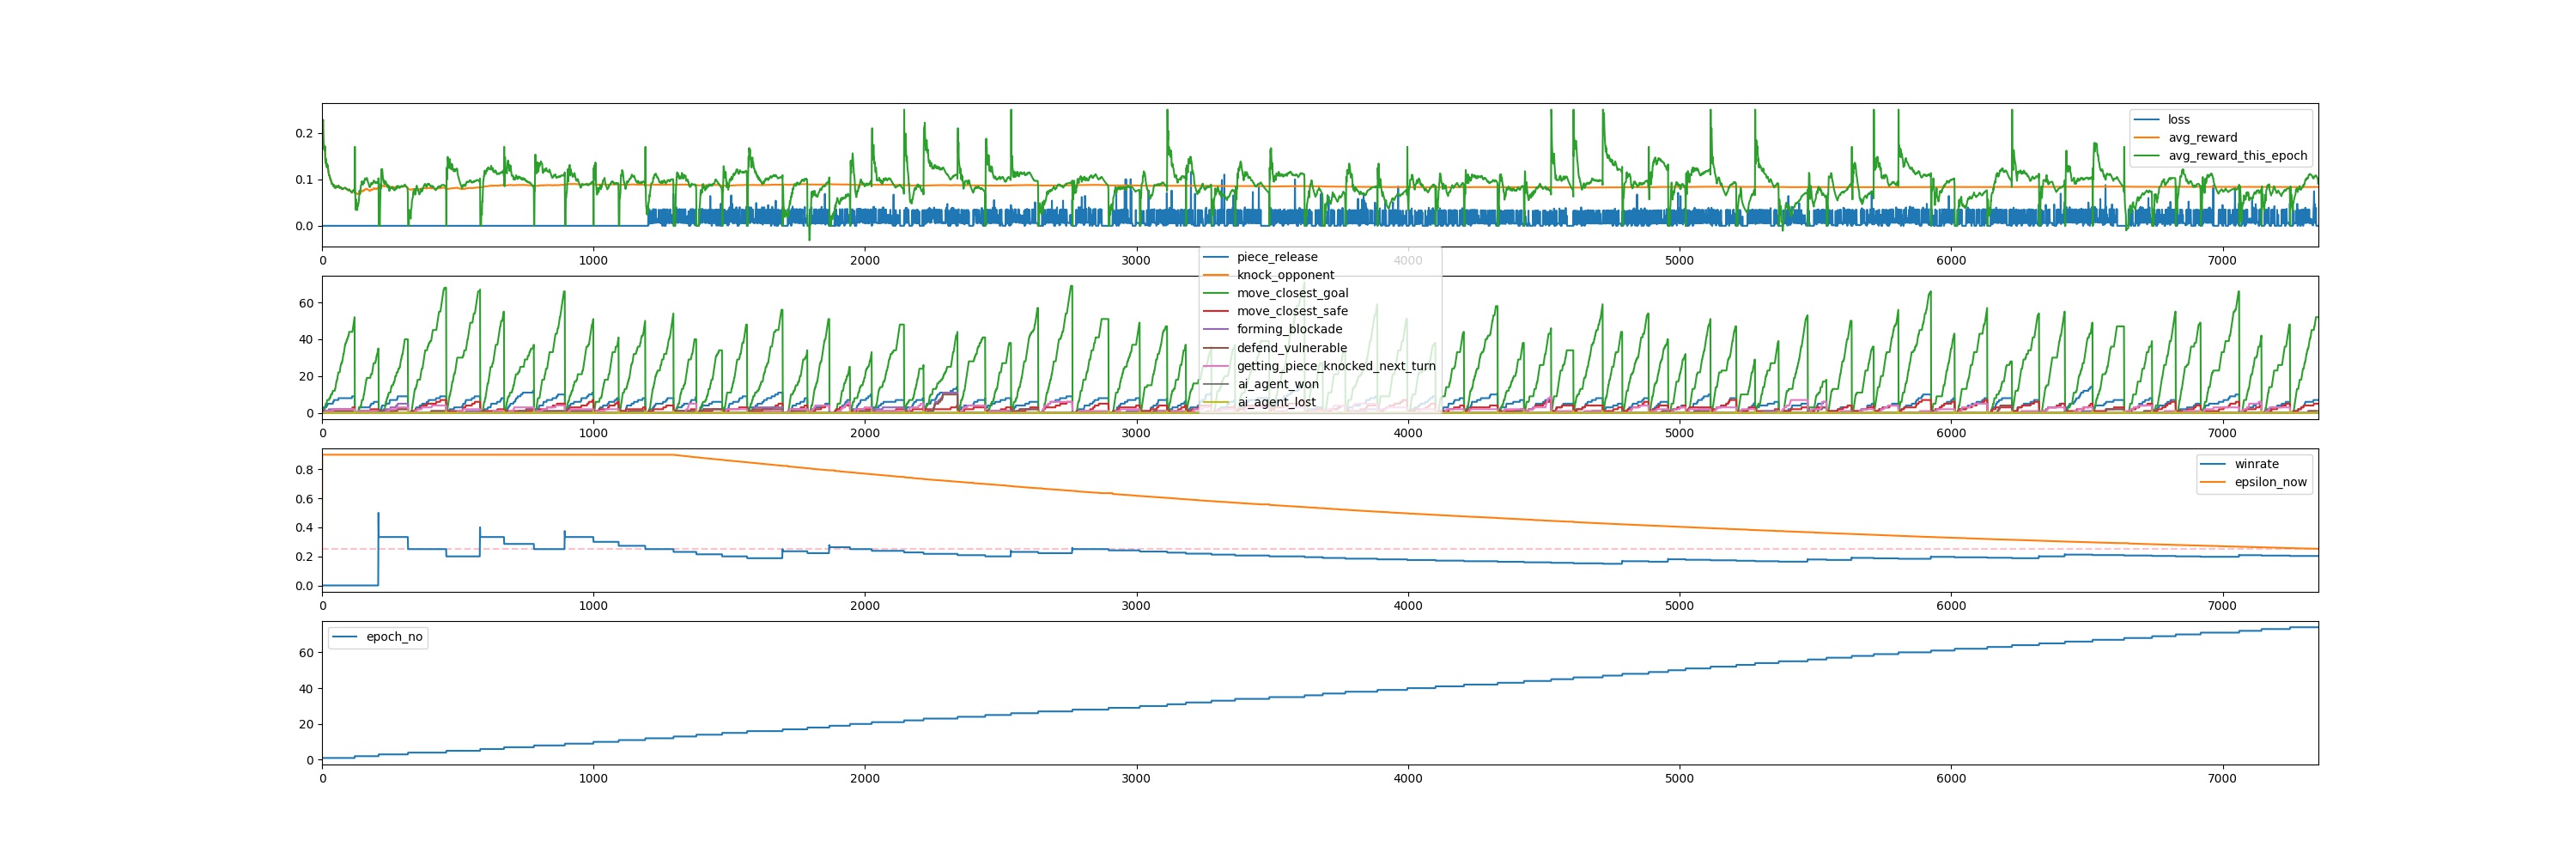 0.2
0.1
0.0
loss
avg_reward
avg_reward_this_epoch
0 1000 2000 3000 4000 5000 6000 7000
60
40
20
0
piece_release
knock_opponent
move_closest_goal
move_closest_safe
forming_blockade
defend_vulnerable
getting_piece_knocked_next_turn
ai_agent_won
ai_agent_lost
0 1000 2000 3000 4000 5000 6000 7000
0.8
0.6
0.4
0.2
0.0
winrate
epsilon_now
0 1000 2000 3000 4000 5000 6000 7000
epoch_no
60
40
20
0
0 1000 2000 3000 4000 5000 6000 7000